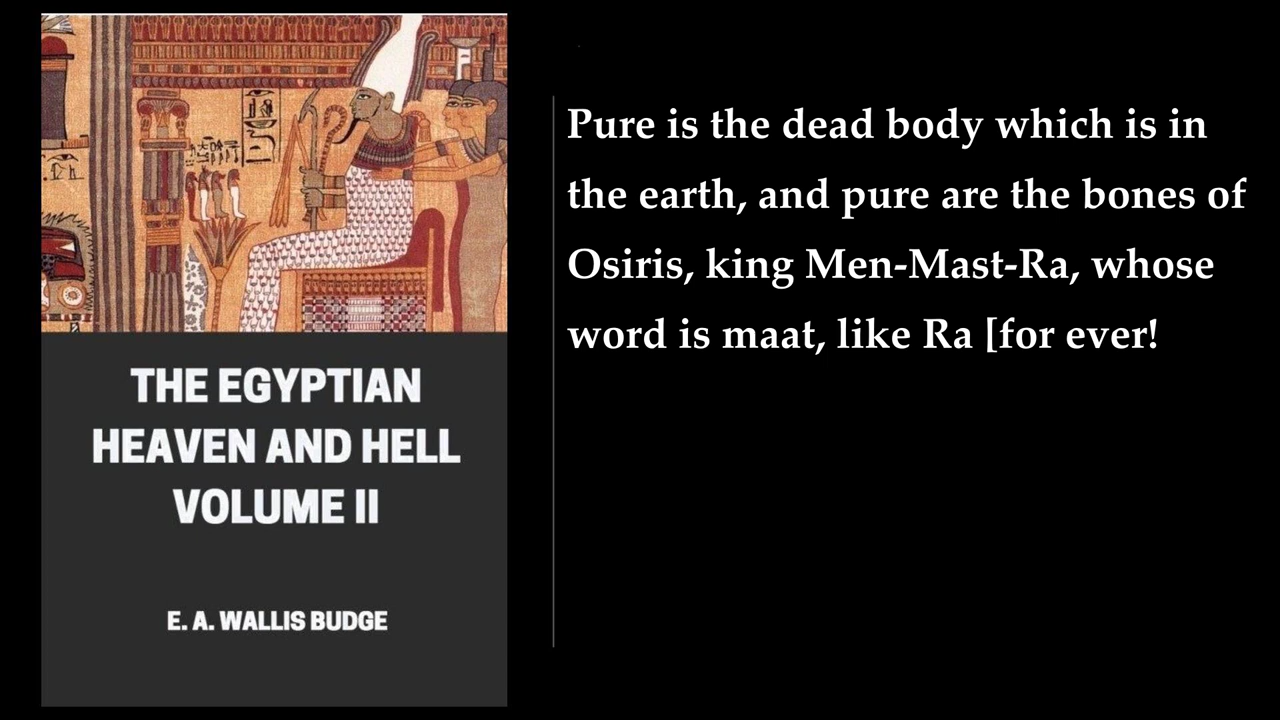 THE EGYPTIAN
HEAVEN AND HELL
VOLUME II
E. A. WALLIS BUDGE
Pure is the dead body which is in
the earth, and pure are the bones of
Osiris, king Men-Mast-Ra, whose
word is maat, like Ra [for ever!